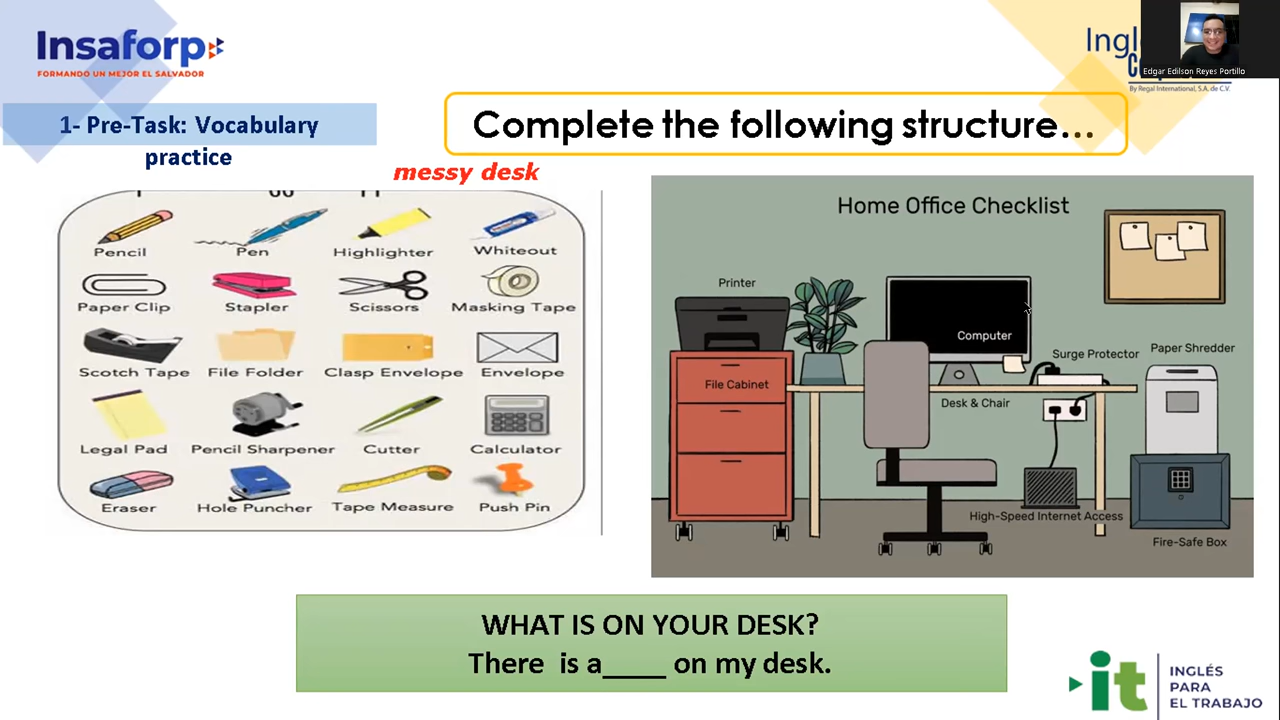 Insaforp
FORMANDO UN MEJOR EL SALVADOR
Edgar Edilson Reyes Portillo
By Regal International, S.A. de C.V.
1- Pre-Task: Vocabulary
practice
Complete the following structure...
messy desk
Pencil
Pen
Highlighter
Whiteout
Paper Clip
Stapler
Scissors
Masking Tape
Scotch Tape
File Folder
Clasp Envelope
Envelope
Legal Pad
Pencil Sharpener
Cutter
Calculator
Eraser
Hole Puncher
Tape Measure
Push Pin
Home Office Checklist
Printer
Computer
Surge Protector
Paper Shredder
File Cabinet
Desk & Chair
High-Speed Internet Access
Fire-Safe Box
WHAT IS ON YOUR DESK?
There is a____ on my desk.
it
INGLÉS
PARA
EL TRABAJO